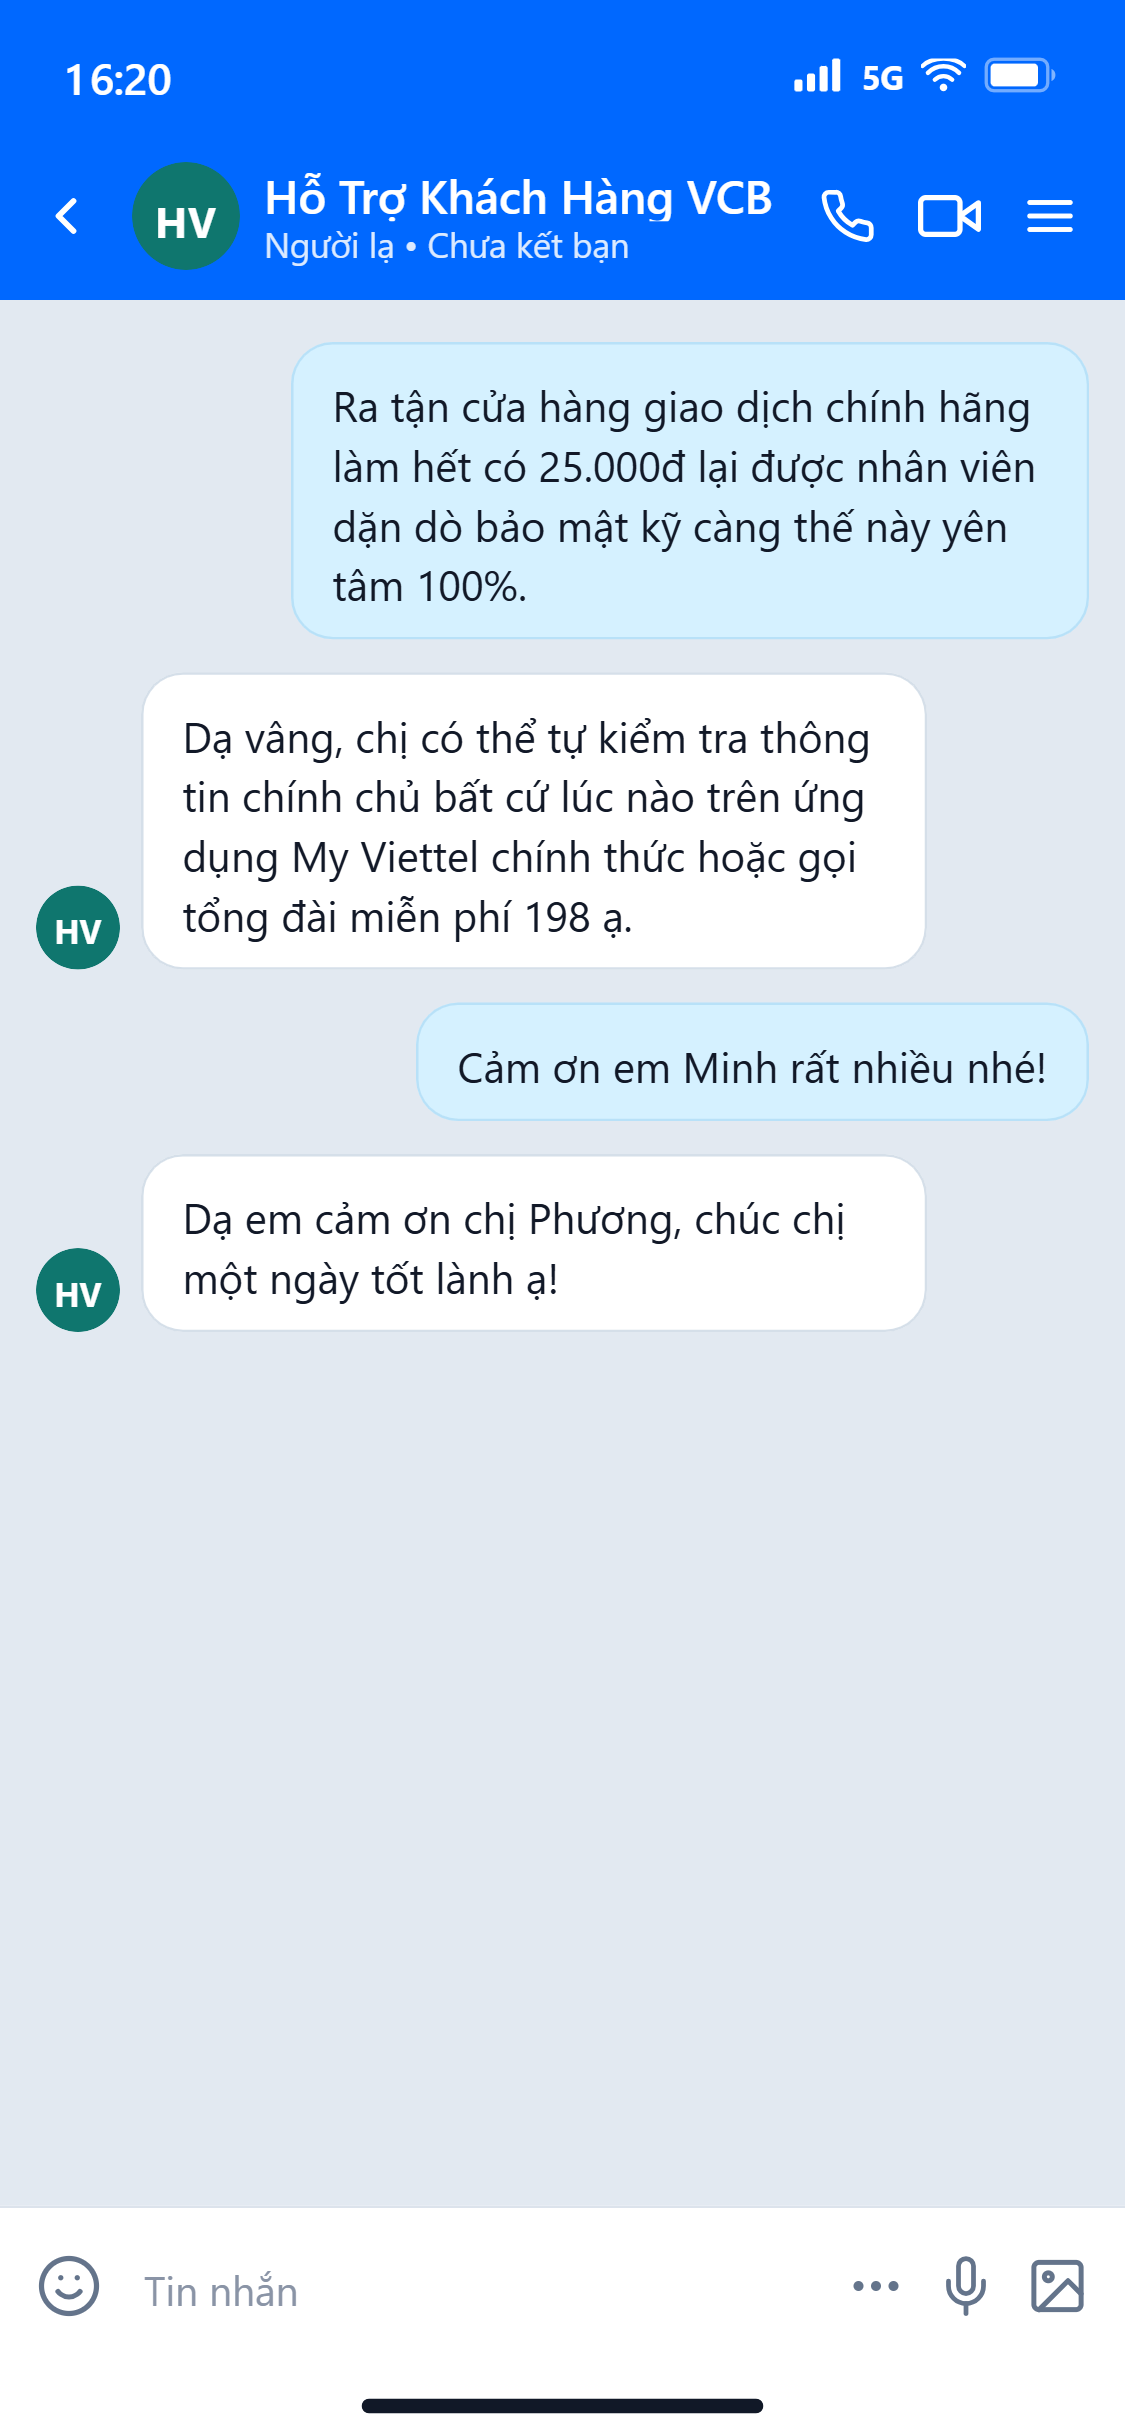 16:20
5G
HV
Hỗ Trợ Khách Hàng VCB
Người lạ • Chưa kết bạn
Ra tận cửa hàng giao dịch chính hãng
làm hết có 25.000đ lại được nhân viên
dặn dò bảo mật kỹ càng thế này yên
tâm 100%.
Dạ vâng, chị có thể tự kiểm tra thông
tin chính chủ bất cứ lúc nào trên ứng
dụng My Viettel chính thức hoặc gọi
tổng đài miễn phí 198 ạ.
HV
Cảm ơn em Minh rất nhiều nhé!
Dạ em cảm ơn chị Phương, chúc chị
một ngày tốt lành ạ!
HV
Tin nhắn